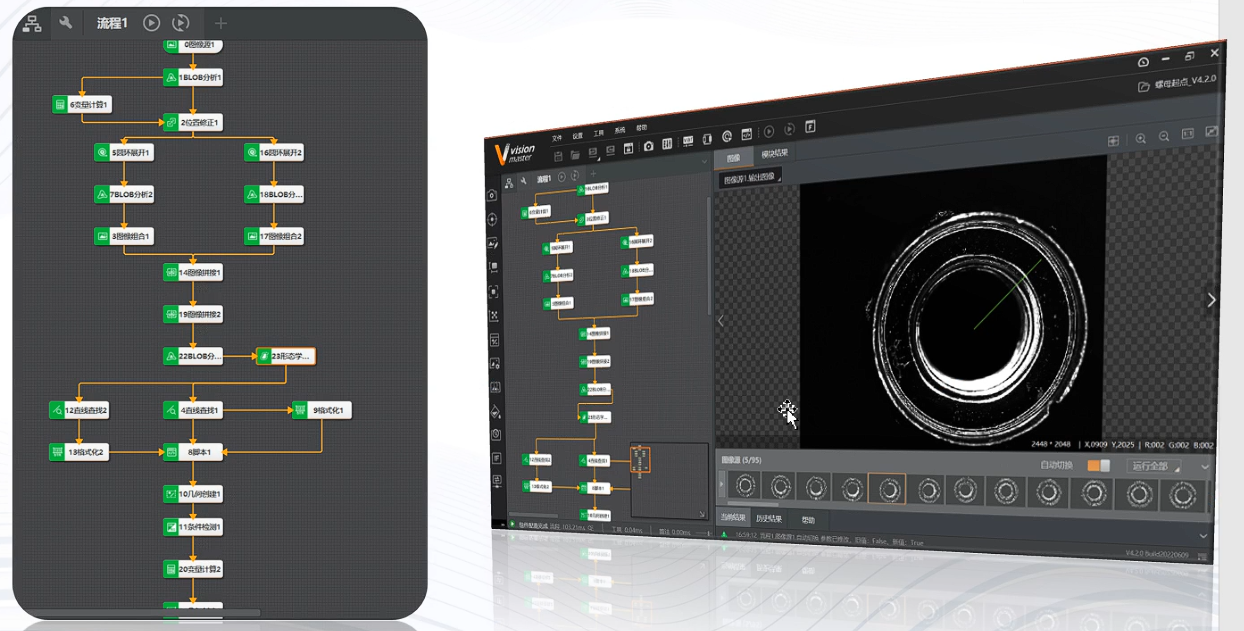 流程1
0图像源1
1BLOB分析1
6变量计算1
2位置修正1
5圆环展开1
16圆环展开2
7BLOB分析2
18BLOB分...
3图像组合1
17图像组合2
14图像拼接1
19图像拼接2
22BLOB分...
23形态学...
12直线查找2
4直线查找1
9格式化1
13格式化2
8脚本1
10几何创建1
11条件检测1
20变量计算2
螺母起点_V4.2.0
文件 设置 工具 系统 帮助
vision
master
流程1
图像 模块结果
图像源1.输出图像
2448 * 2048 | X,0909 Y,2025 | R:002 G:002 B:002
图像源 (5/95)
自动切换
运行全部
当前结果 历史结果 帮助
V4.2.0 Build20220609